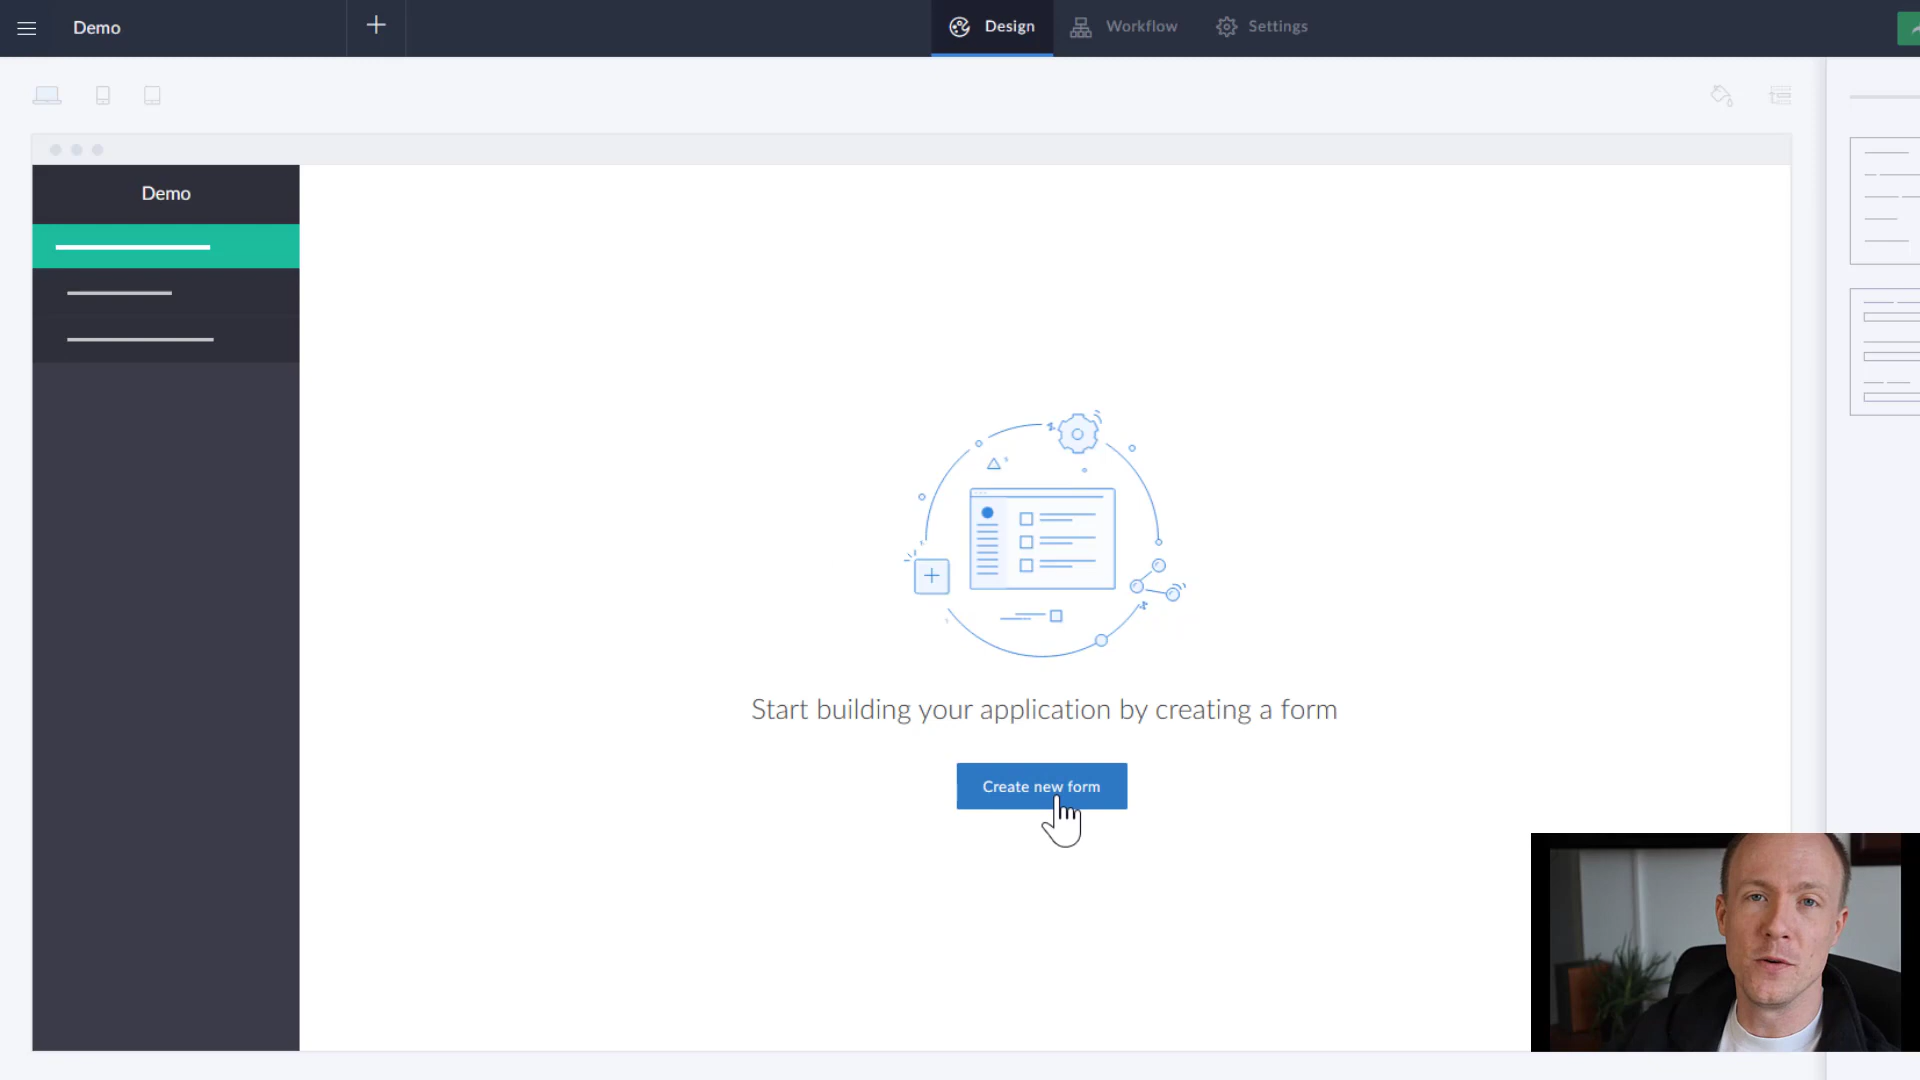 Demo
Design
Workflow
Settings
Demo
Start building your application by creating a form
Create new form